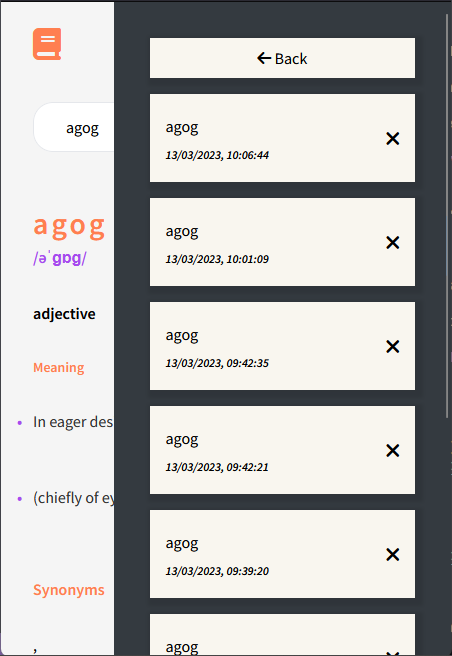 agog
agog
/əˈɡɒɡ/
adjective
Meaning
In eager des
(chiefly of ey
Synonyms
,
Back
agog
13/03/2023, 10:06:44
agog
13/03/2023, 10:01:09
agog
13/03/2023, 09:42:35
agog
13/03/2023, 09:42:21
agog
13/03/2023, 09:39:20
agog